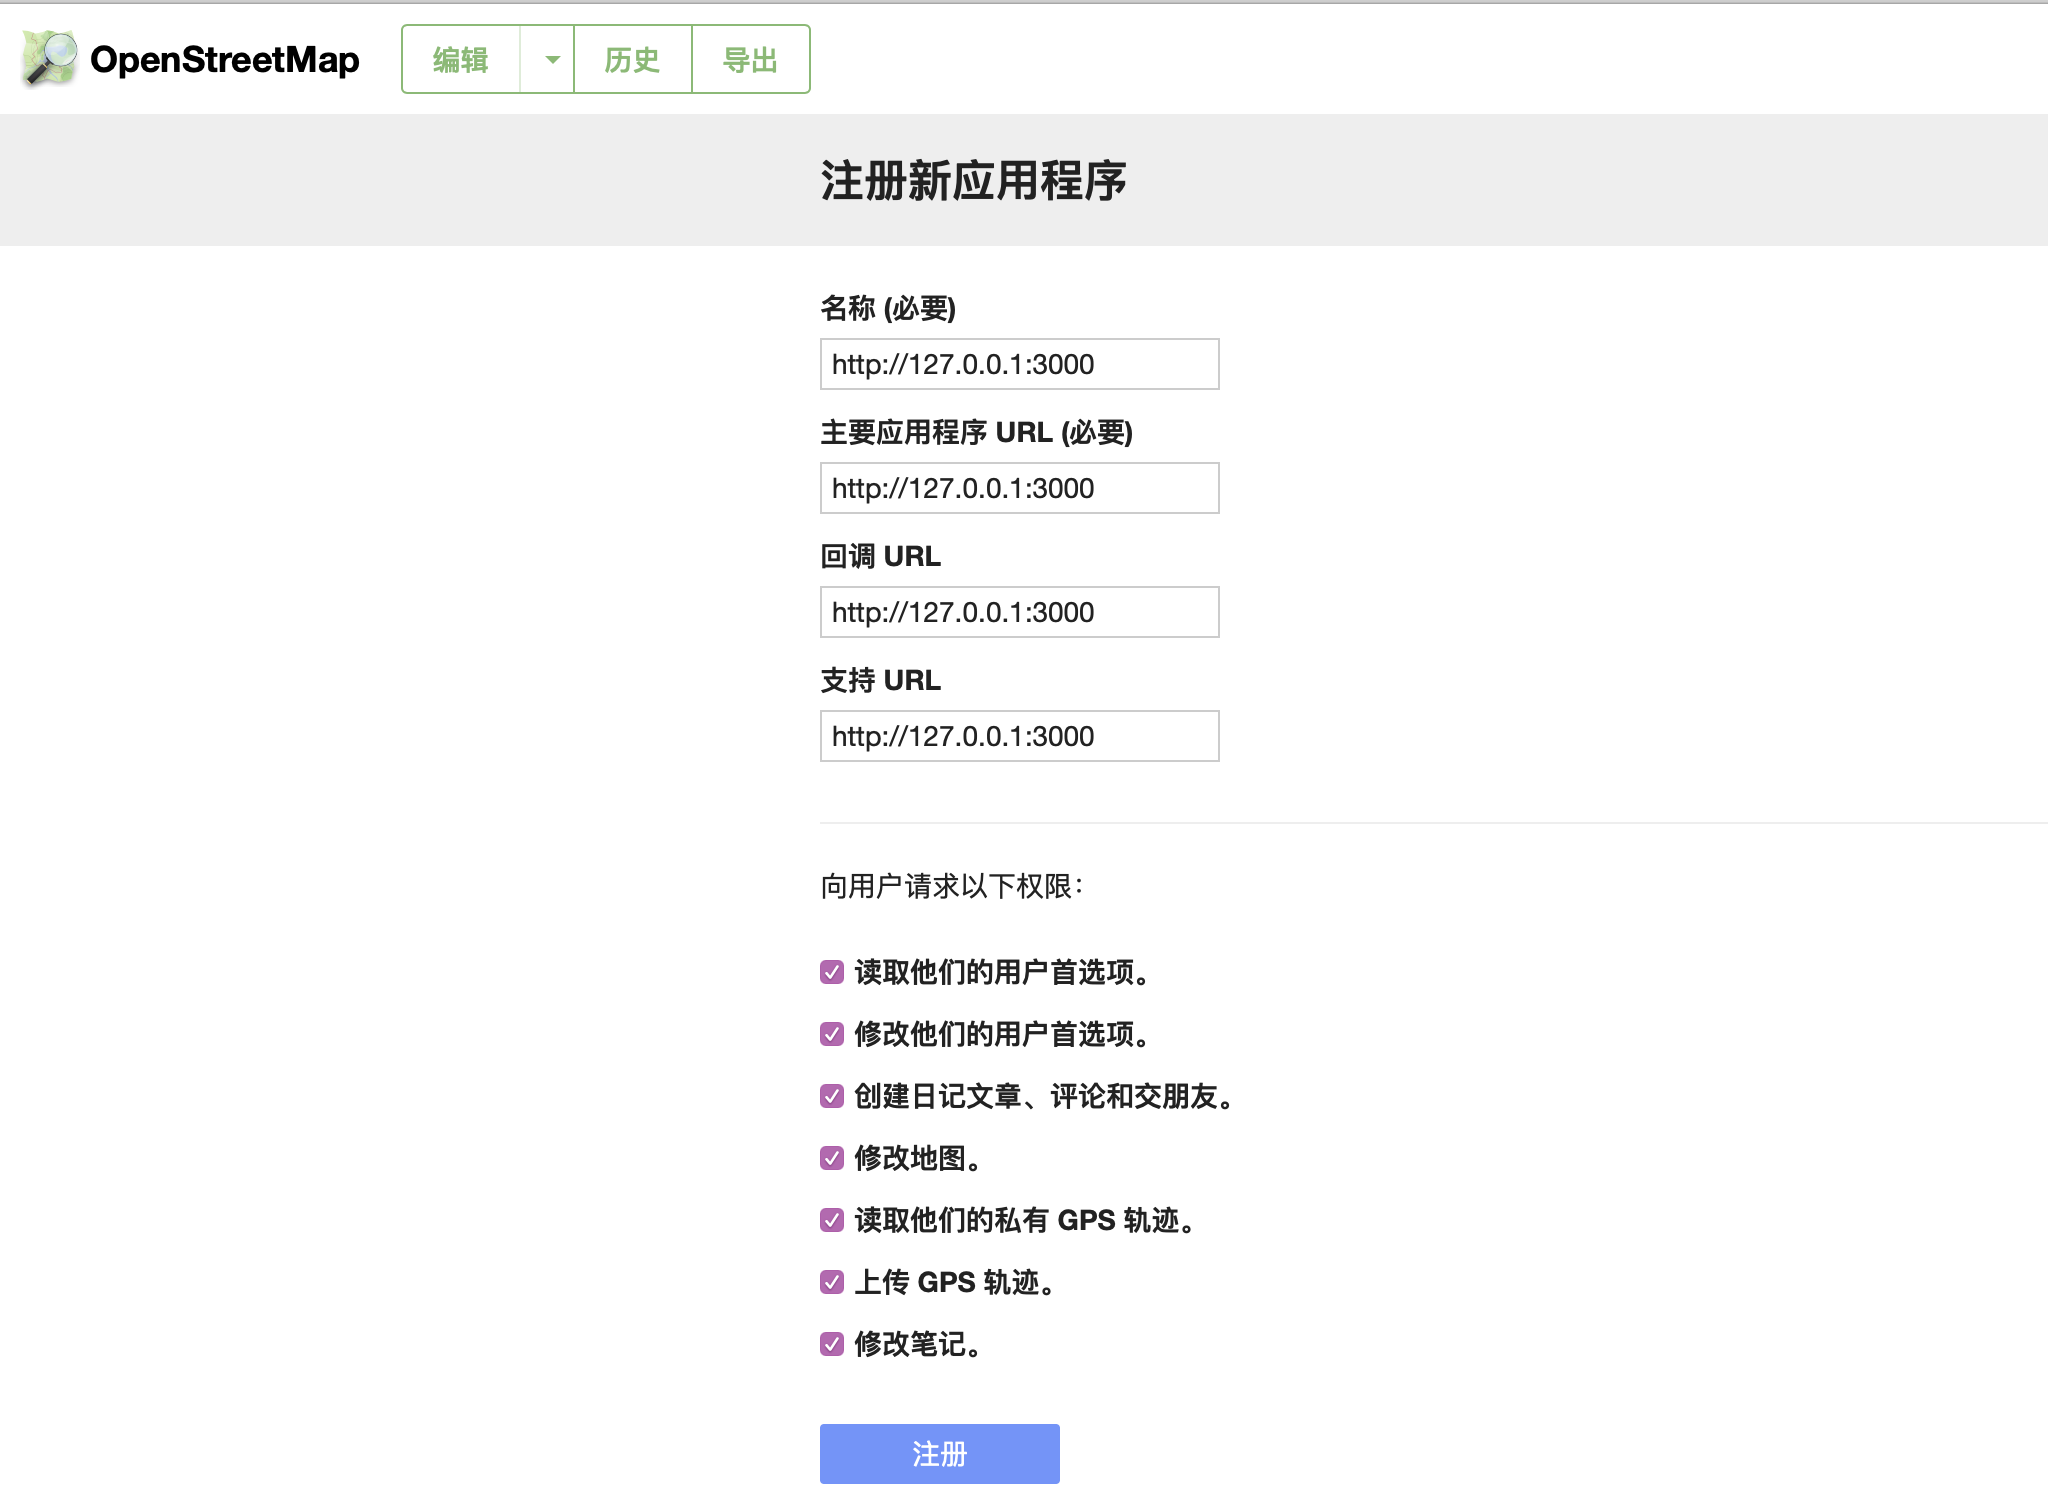 OpenStreetMap
编辑
历史
导出
注册新应用程序
名称 (必要)
http://127.0.0.1:3000
主要应用程序 URL (必要)
http://127.0.0.1:3000
回调 URL
http://127.0.0.1:3000
支持 URL
http://127.0.0.1:3000
向用户请求以下权限：
读取他们的用户首选项。
修改他们的用户首选项。
创建日记文章、评论和交朋友。
修改地图。
读取他们的私有 GPS 轨迹。
上传 GPS 轨迹。
修改笔记。
注册